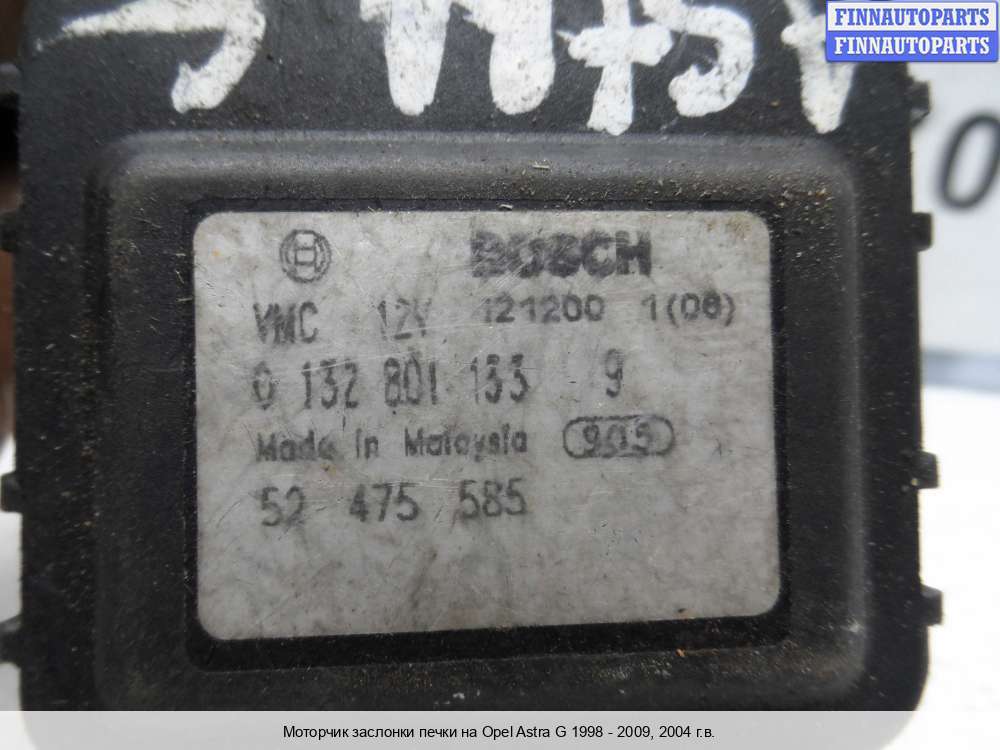 FINNAUTOPARTS
FINNAUTOPARTS
BOSCH
VMC 12V 121200 1(06)
0 132 801 133 9
Made in Malaysia 905
52 475 585
Моторчик заслонки печки на Opel Astra G 1998 - 2009, 2004 г.в.